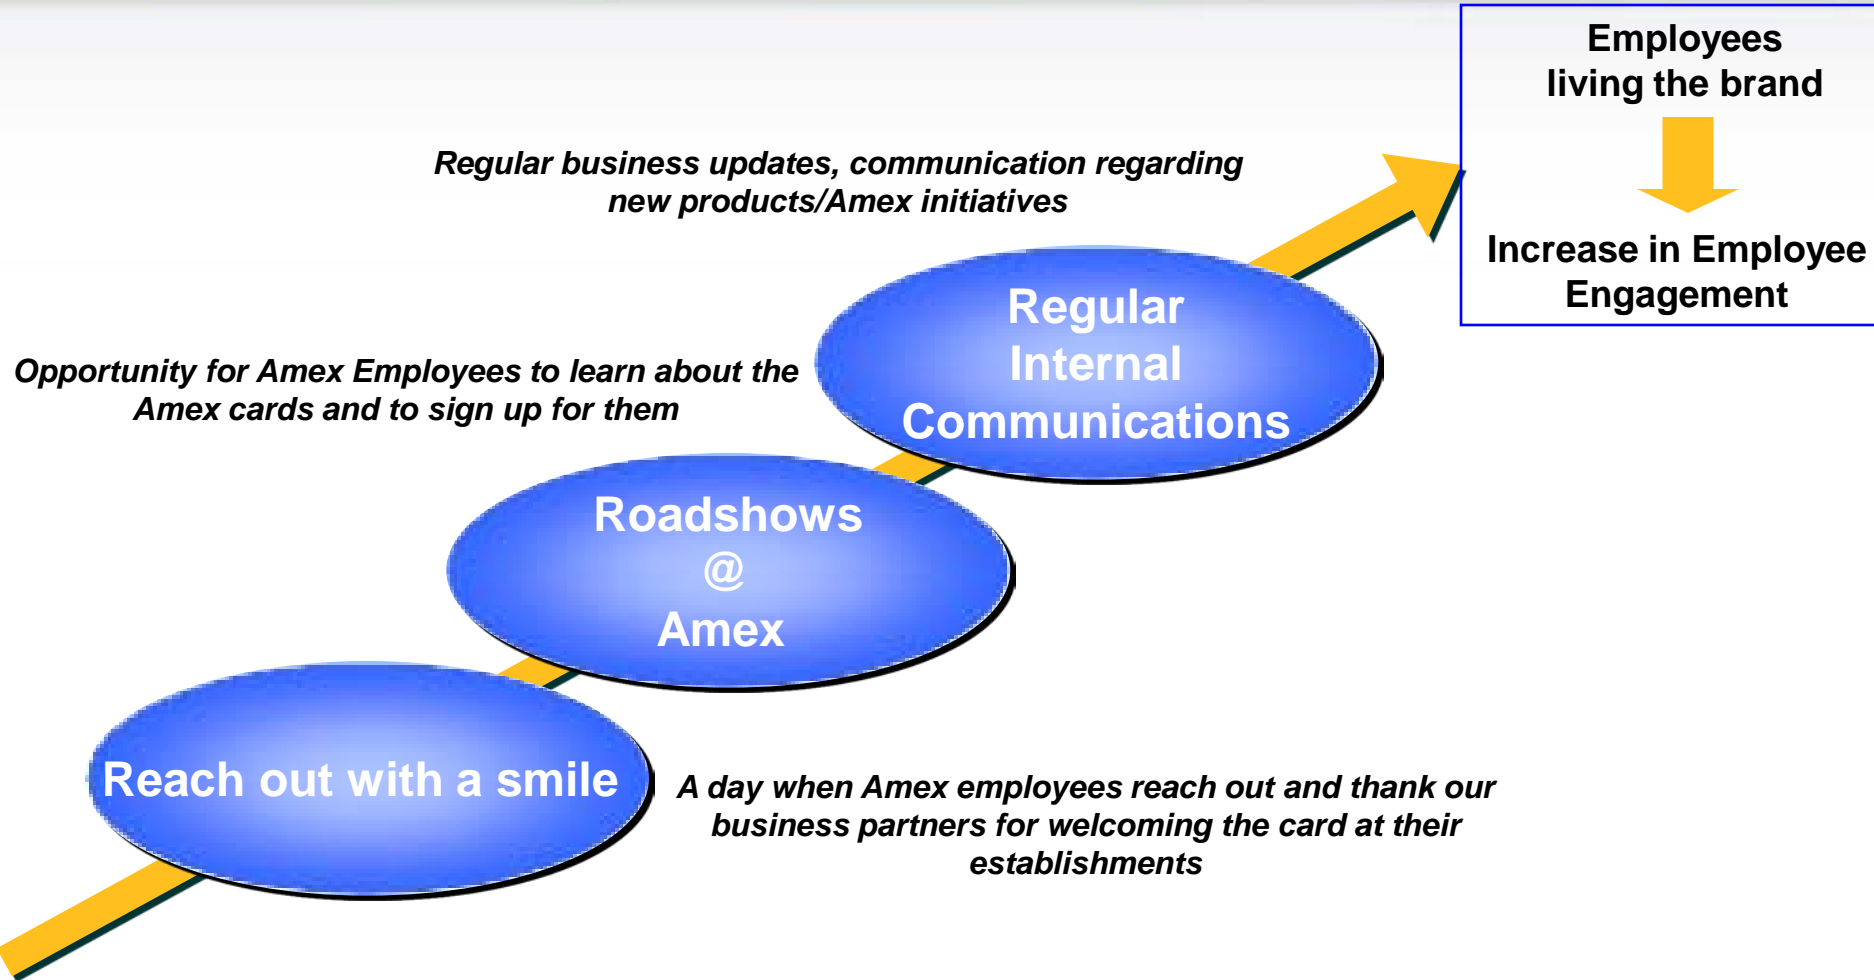 Employees
living the brand
Increase in Employee
Engagement
Regular business updates, communication regarding
new products/Amex initiatives
Regular
Internal
Communications
Opportunity for Amex Employees to learn about the
Amex cards and to sign up for them
Roadshows
@
Amex
Reach out with a smile
A day when Amex employees reach out and thank our
business partners for welcoming the card at their
establishments